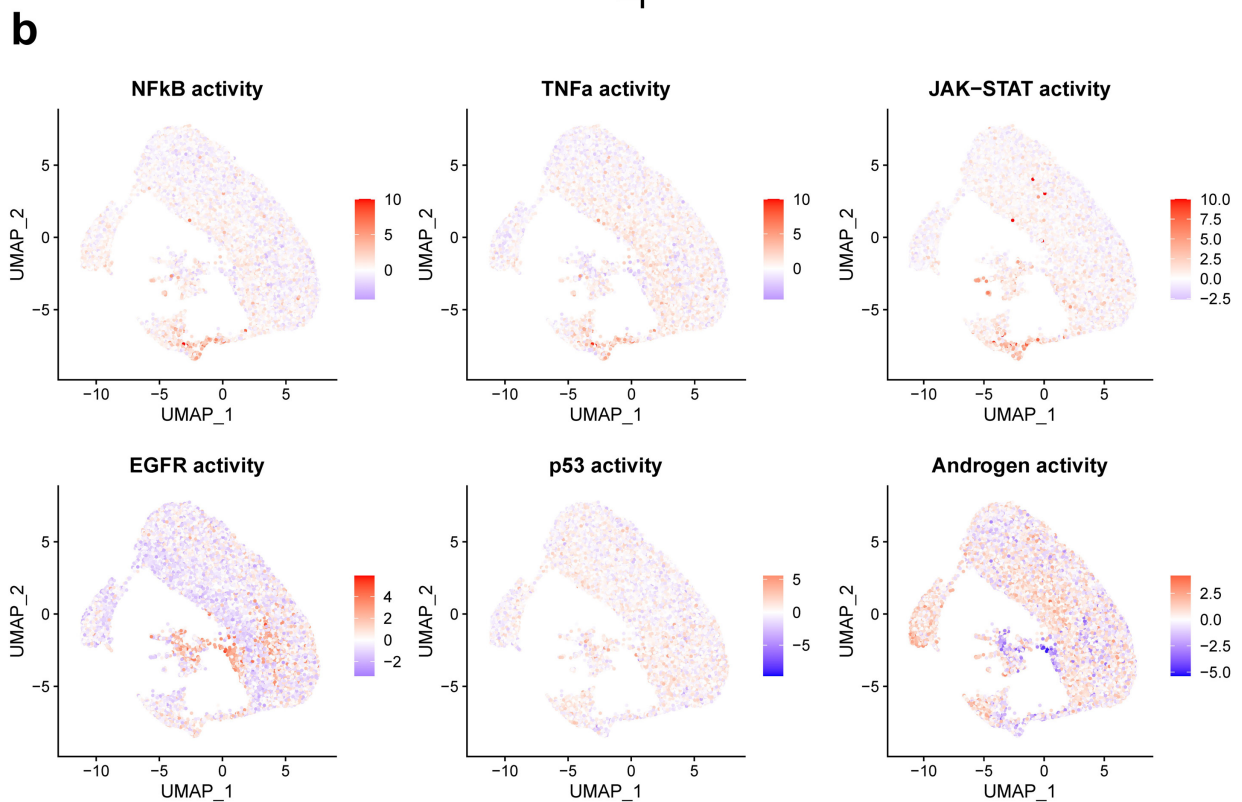 b
NFkB activity
TNFa activity
JAK−STAT activity
UMAP_2
5
0
−5
−10 −5 0 5
UMAP_1
10
5
0
UMAP_2
5
0
−5
−10 −5 0 5
UMAP_1
10
5
0
UMAP_2
5
0
−5
−10 −5 0 5
UMAP_1
10.0
7.5
5.0
2.5
0.0
−2.5
EGFR activity
p53 activity
Androgen activity
UMAP_2
5
0
−5
−10 −5 0 5
UMAP_1
4
2
0
−2
UMAP_2
5
0
−5
−10 −5 0 5
UMAP_1
5
0
−5
UMAP_2
5
0
−5
−10 −5 0 5
UMAP_1
2.5
0.0
−2.5
−5.0